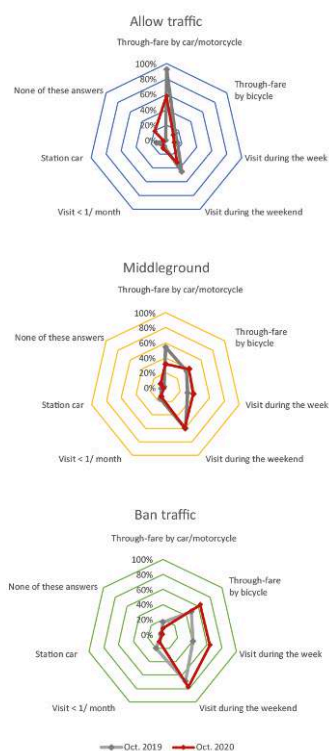 Allow traffic
Through-fare by car/motorcycle
100%
80%
60%
40%
20%
0%
Through-fare
by bicycle
None of these answers
Station car
Visit during the week
Visit < 1/ month
Visit during the weekend
Middleground
Through-fare by car/motorcycle
100%
80%
60%
40%
20%
0%
Through-fare
by bicycle
None of these answers
Station car
Visit during the week
Visit < 1/ month
Visit during the weekend
Ban traffic
Through-fare by car/motorcycle
100%
80%
60%
40%
20%
0%
Through-fare
by bicycle
None of these answers
Station car
Visit during the week
Visit < 1/ month
Visit during the weekend
Oct. 2019 Oct. 2020